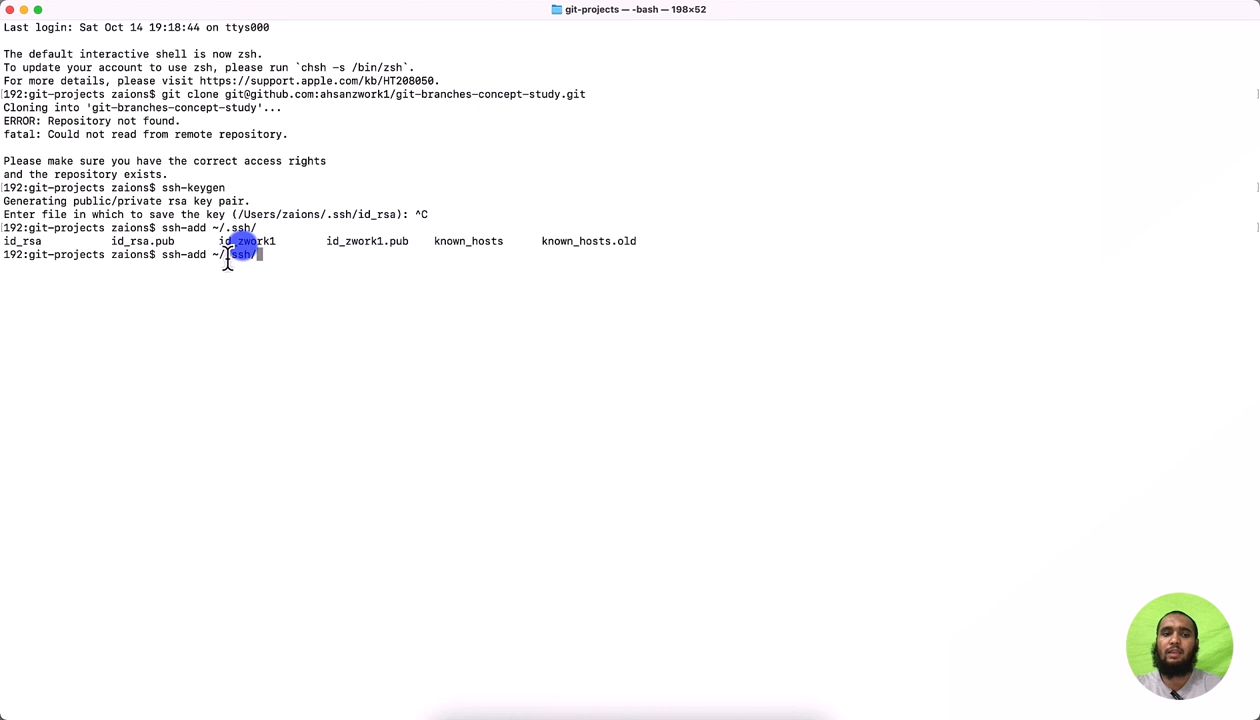 git-projects — -bash — 198×52
Last login: Sat Oct 14 19:18:44 on ttys000
The default interactive shell is now zsh.
To update your account to use zsh, please run `chsh -s /bin/zsh`.
For more details, please visit https://support.apple.com/kb/HT208050.
[192:git-projects zaions$ git clone git@github.com:ahsanzwork1/git-branches-concept-study.git
Cloning into 'git-branches-concept-study'...
ERROR: Repository not found.
fatal: Could not read from remote repository.
Please make sure you have the correct access rights
and the repository exists.
[192:git-projects zaions$ ssh-keygen
Generating public/private rsa key pair.
Enter file in which to save the key (/Users/zaions/.ssh/id_rsa): ^C
[192:git-projects zaions$ ssh-add ~/.ssh/
id_rsa id_rsa.pub id_zwork1 id_zwork1.pub known_hosts known_hosts.old
192:git-projects zaions$ ssh-add ~/.ssh/